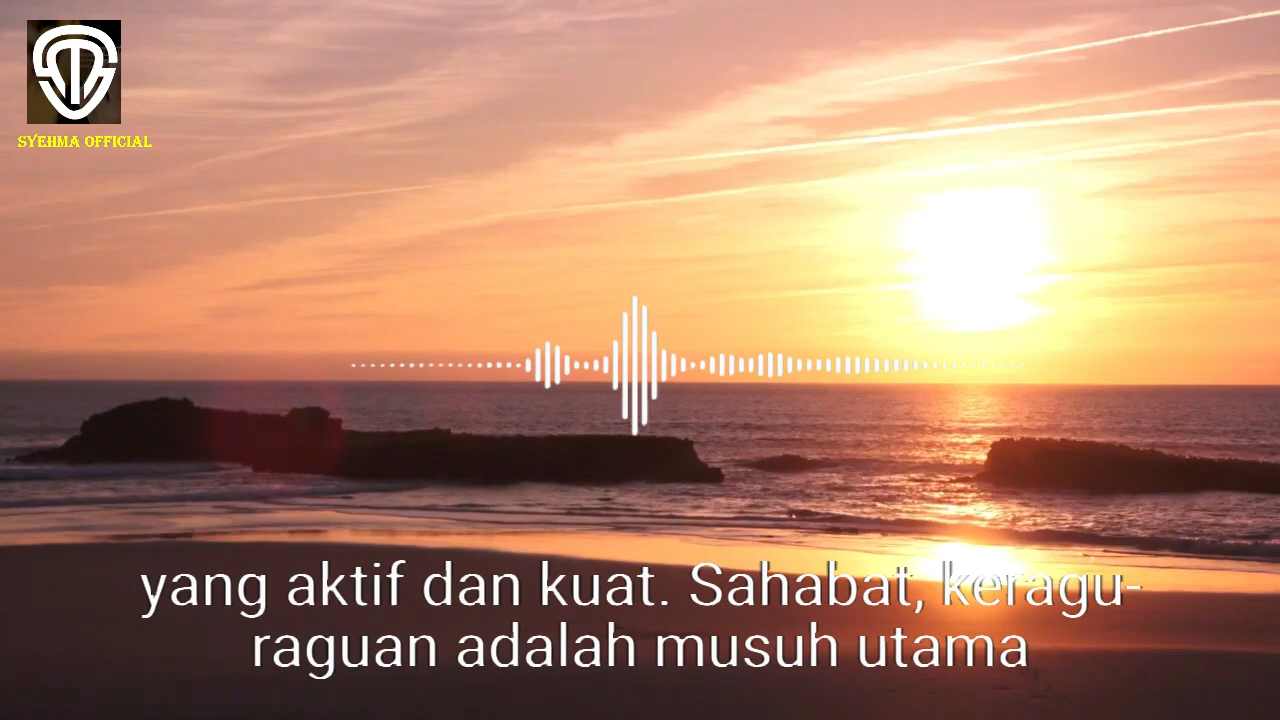 SYEHMA OFFICIAL
yang aktif dan kuat. Sahabat, keragu-
raguan adalah musuh utama